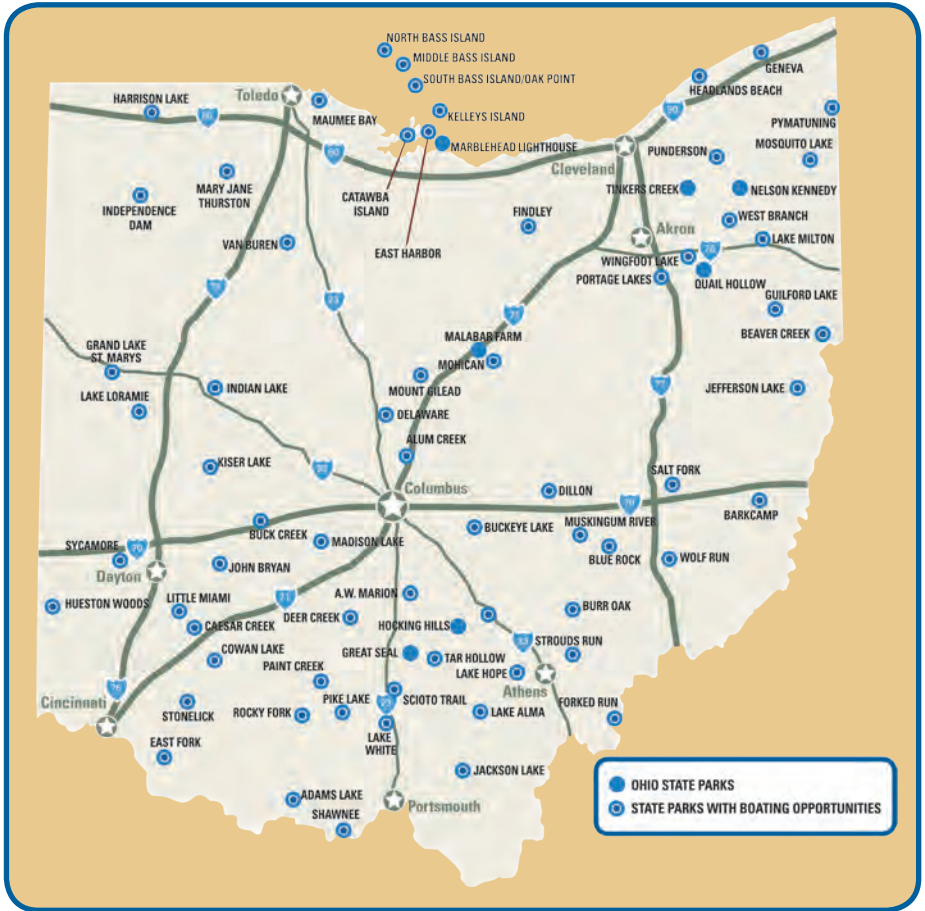 NORTH BASS ISLAND
MIDDLE BASS ISLAND
SOUTH BASS ISLAND/OAK POINT
GENEVA
HEADLANDS BEACH
HARRISON LAKE
Toledo
MAUMEE BAY
KELLEYS ISLAND
90
80
PYMATUNING
MARBLEHEAD LIGHTHOUSE
MOSQUITO LAKE
PUNDERSON
Cleveland
MARY JANE
THURSTON
CATAWBA
ISLAND
TINKERS CREEK
NELSON KENNEDY
INDEPENDENCE
DAM
FINDLEY
WEST BRANCH
Akron
LAKE MILTON
VAN BUREN
EAST HARBOR
WINGFOOT LAKE
76
PORTAGE LAKES
QUAIL HOLLOW
GUILFORD LAKE
75
23
71
BEAVER CREEK
MALABAR FARM
GRAND LAKE
ST. MARYS
MOHICAN
77
INDIAN LAKE
MOUNT GILEAD
JEFFERSON LAKE
LAKE LORAMIE
DELAWARE
ALUM CREEK
KISER LAKE
SALT FORK
Columbus
DILLON
70
BARKCAMP
BUCK CREEK
MADISON LAKE
BUCKEYE LAKE
MUSKINGUM RIVER
BLUE ROCK
WOLF RUN
SYCAMORE
70
JOHN BRYAN
Dayton
HUESTON WOODS
LITTLE MIAMI
71
A.W. MARION
CAESAR CREEK
DEER CREEK
HOCKING HILLS
BURR OAK
33
STROUDS RUN
COWAN LAKE
GREAT SEAL
TAR HOLLOW
PAINT CREEK
LAKE HOPE
Athens
Cincinnati
STONELICK
ROCKY FORK
PIKE LAKE
23
SCIOTO TRAIL
LAKE ALMA
FORKED RUN
LAKE
WHITE
EAST FORK
JACKSON LAKE
ADAMS LAKE
Portsmouth
SHAWNEE
OHIO STATE PARKS
STATE PARKS WITH BOATING OPPORTUNITIES